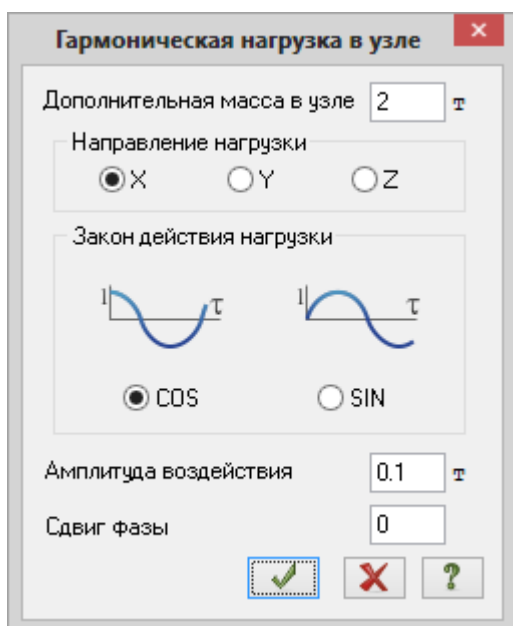 Гармоническая нагрузка в узле
Дополнительная масса в узле 2 т
Направление нагрузки
X Y Z
Закон действия нагрузки
1 τ 1 τ
COS SIN
Амплитуда воздействия 0.1 т
Сдвиг фазы 0
?